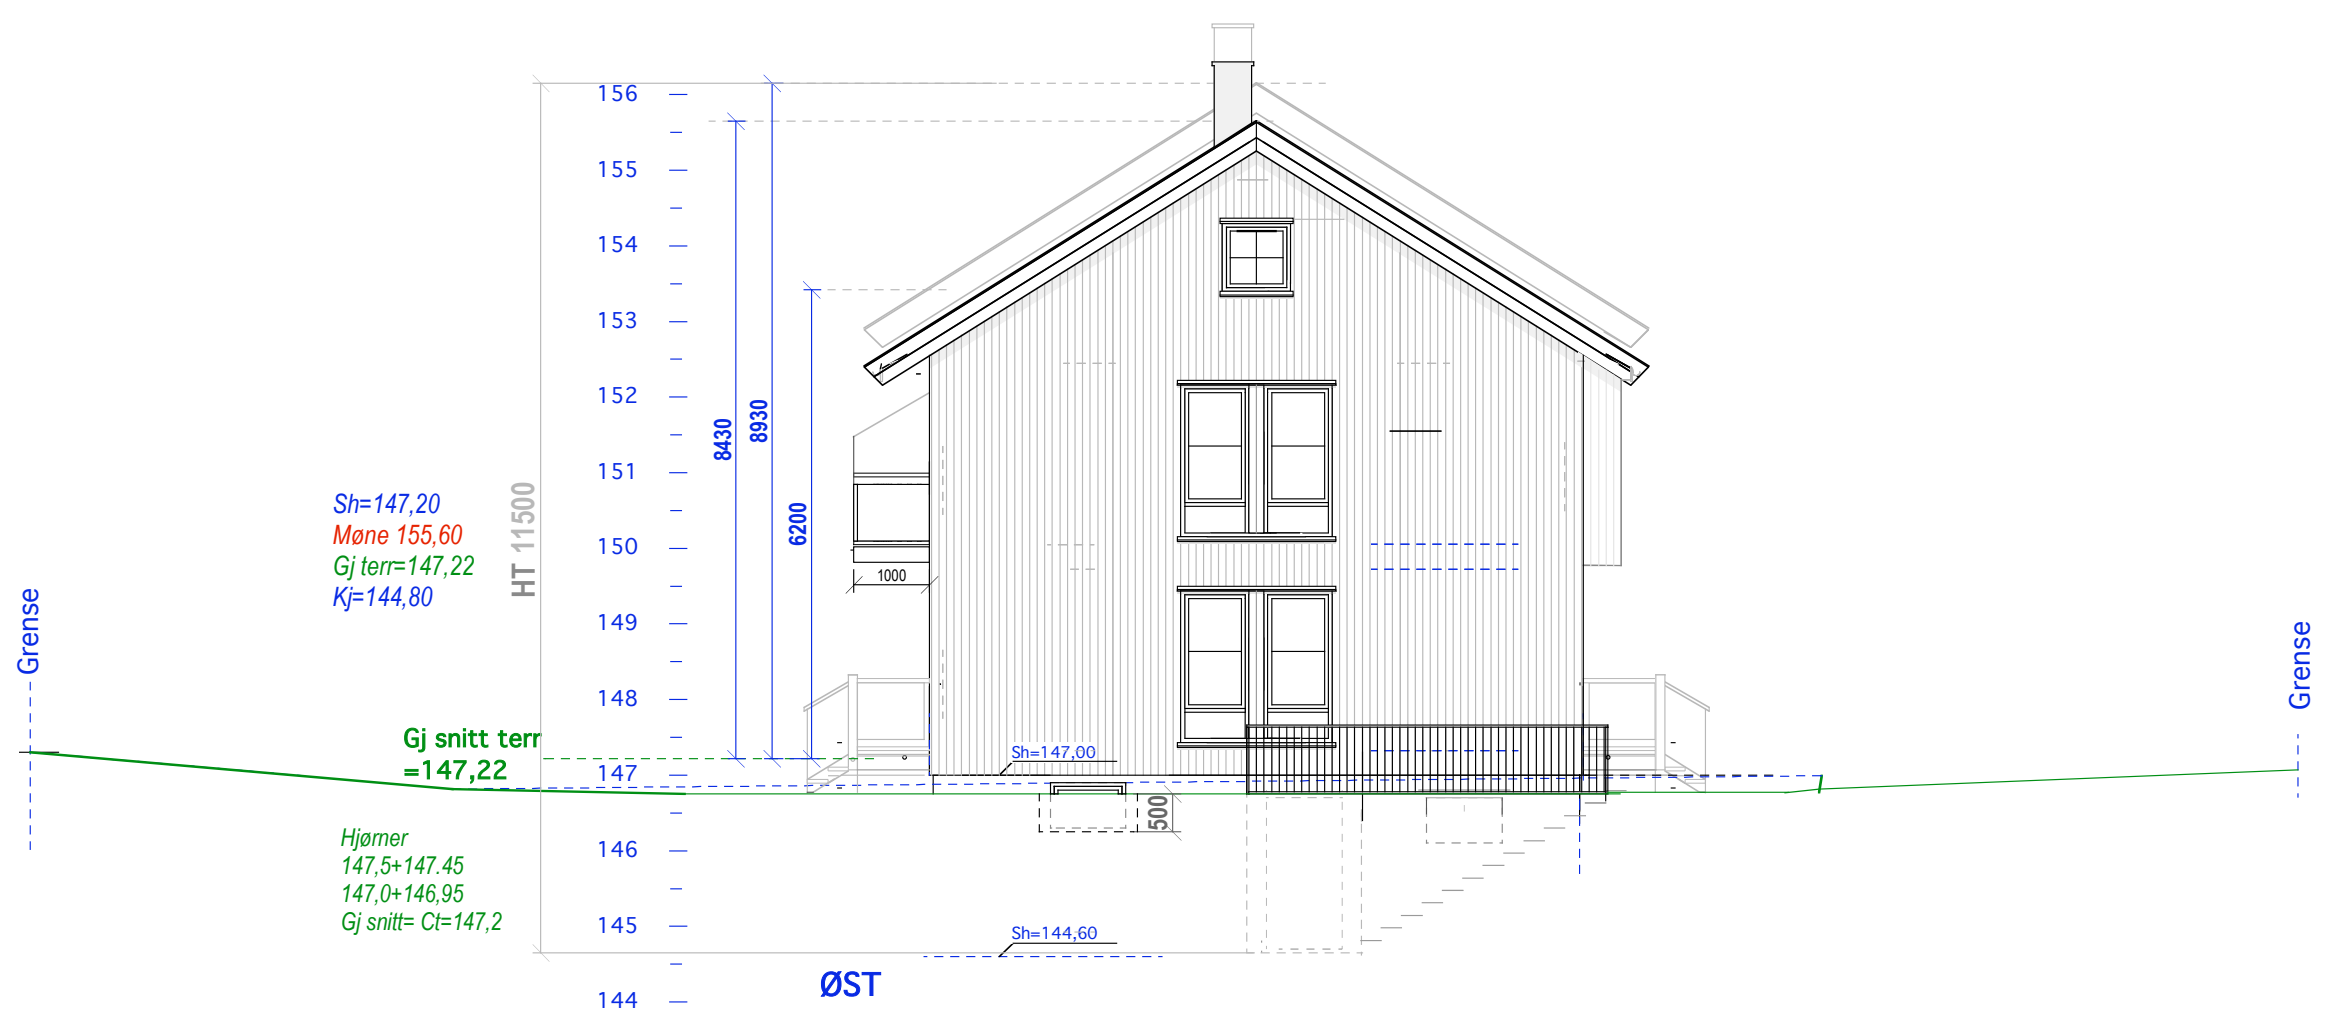 156
155
154
153
152
151
150
149
148
147
146
145
144
8430
8930
6200
HT 11500
1000
Sh=147,20
Møne 155,60
Gj terr=147,22
Kj=144,80
Grense
Grense
Gj snitt terr
=147,22
Sh=147,00
500
Hjørner
147,5+147.45
147,0+146,95
Gj snitt= Ct=147,2
Sh=144,60
ØST